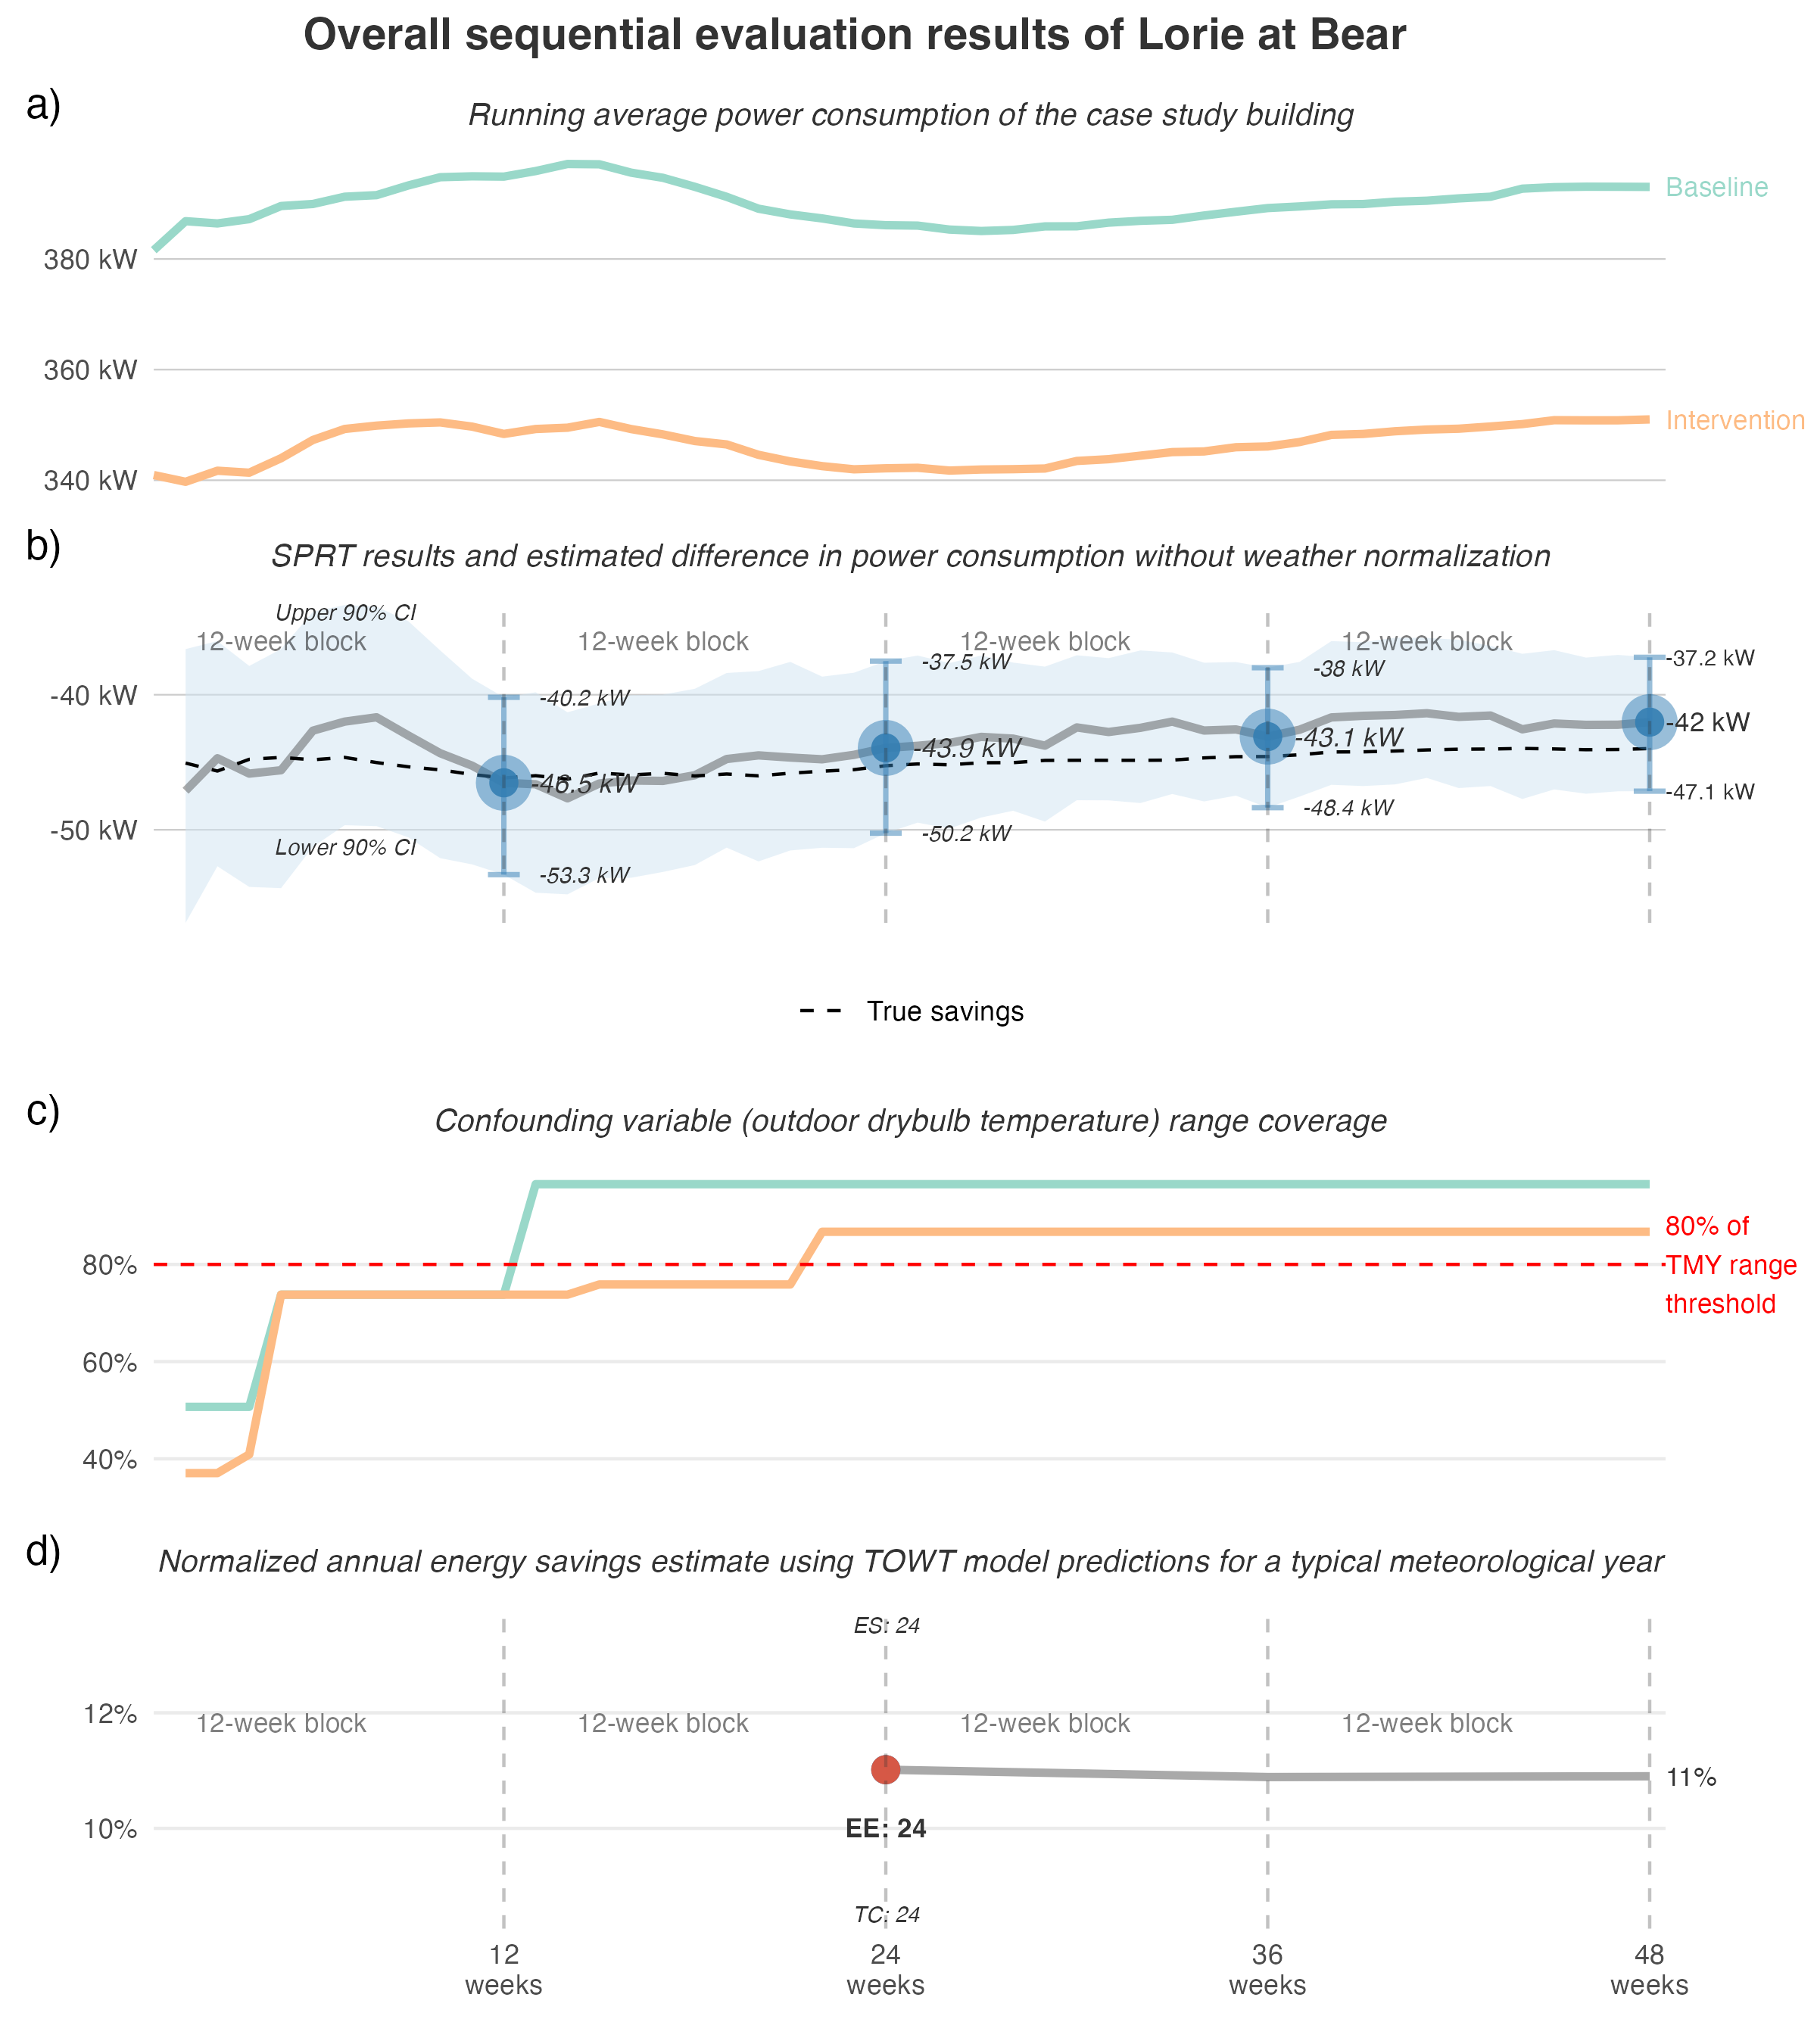 Overall sequential evaluation results of Lorie at Bear
a)
Running average power consumption of the case study building
Baseline
380 kW
360 kW
Intervention
340 kW
b)
SPRT results and estimated difference in power consumption without weather normalization
Upper 90% CI
12-week block
12-week block
12-week block
12-week block
-37.5 kW
-38 kW
-37.2 kW
-40 kW
-40.2 kW
-46.5 kW
-43.9 kW
-43.1 kW
-42 kW
-50 kW
Lower 90% CI
-53.3 kW
-50.2 kW
-48.4 kW
-47.1 kW
True savings
c)
Confounding variable (outdoor drybulb temperature) range coverage
80% of
TMY range
threshold
80%
60%
40%
d)
Normalized annual energy savings estimate using TOWT model predictions for a typical meteorological year
ES: 24
12%
12-week block
12-week block
12-week block
12-week block
11%
10%
EE: 24
TC: 24
12
weeks
24
weeks
36
weeks
48
weeks